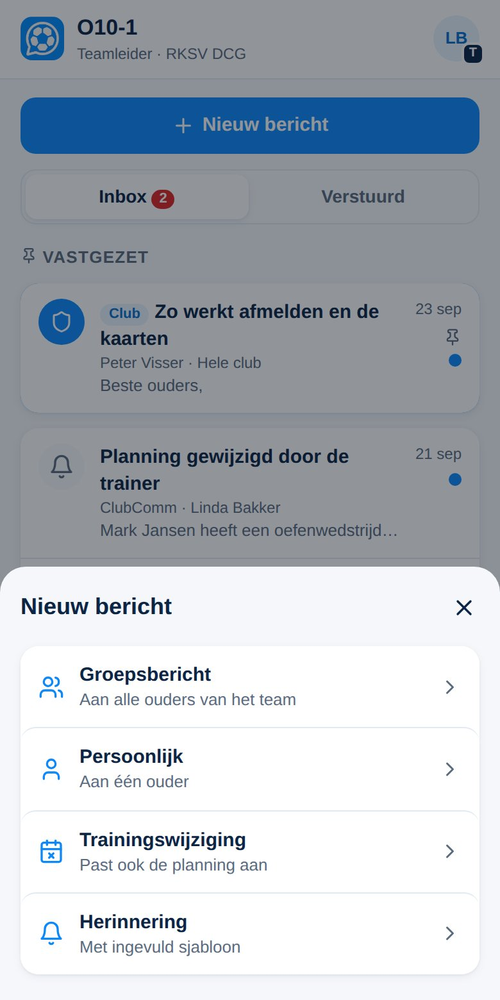 O10-1
Teamleider · RKSV DCG
LB
T
Nieuw bericht
Inbox 2
Verstuurd
VASTGEZET
Club Zo werkt afmelden en de
kaarten
23 sep
Peter Visser · Hele club
Beste ouders,
Planning gewijzigd door de
trainer
21 sep
ClubComm · Linda Bakker
Mark Jansen heeft een oefenwedstrijd…
Nieuw bericht
Groepsbericht
Aan alle ouders van het team
Persoonlijk
Aan één ouder
Trainingswijziging
Past ook de planning aan
Herinnering
Met ingevuld sjabloon